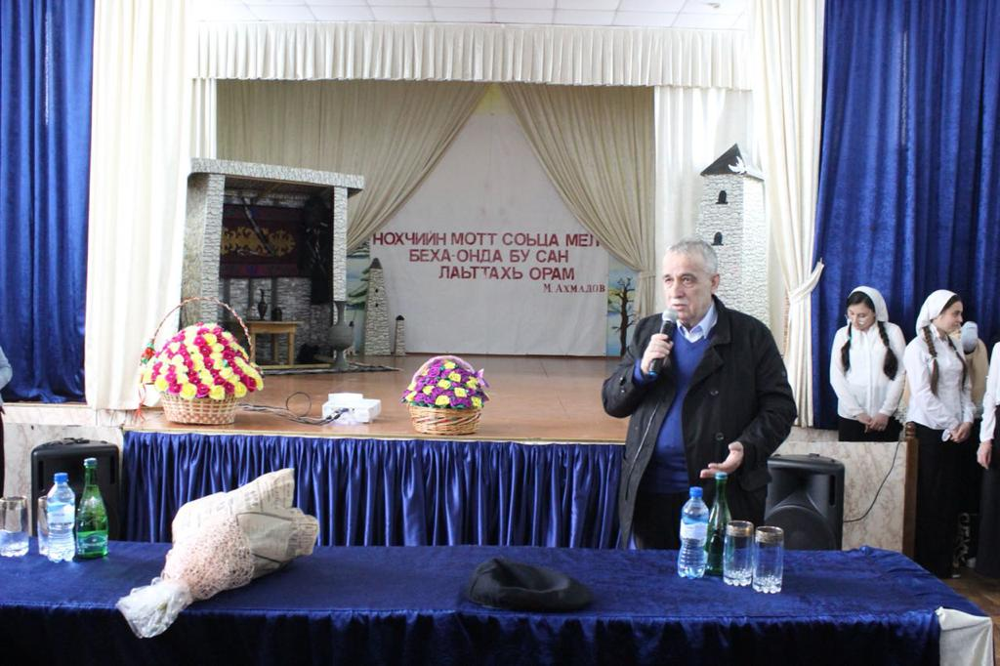 НОХЧИЙН МОТТ СОЬЦА МЕЛ
БЕХА-ОНДА БУ САН
ЛАЬТТАХЬ ОРАМ
М. АХМАДОВ